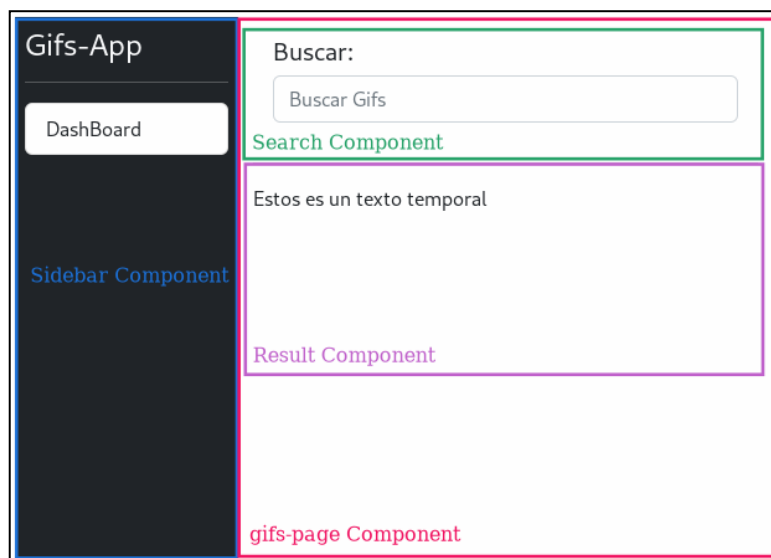 Gifs-App
DashBoard
Sidebar Component
Buscar:
Buscar Gifs
Search Component
Estos es un texto temporal
Result Component
gifs-page Component